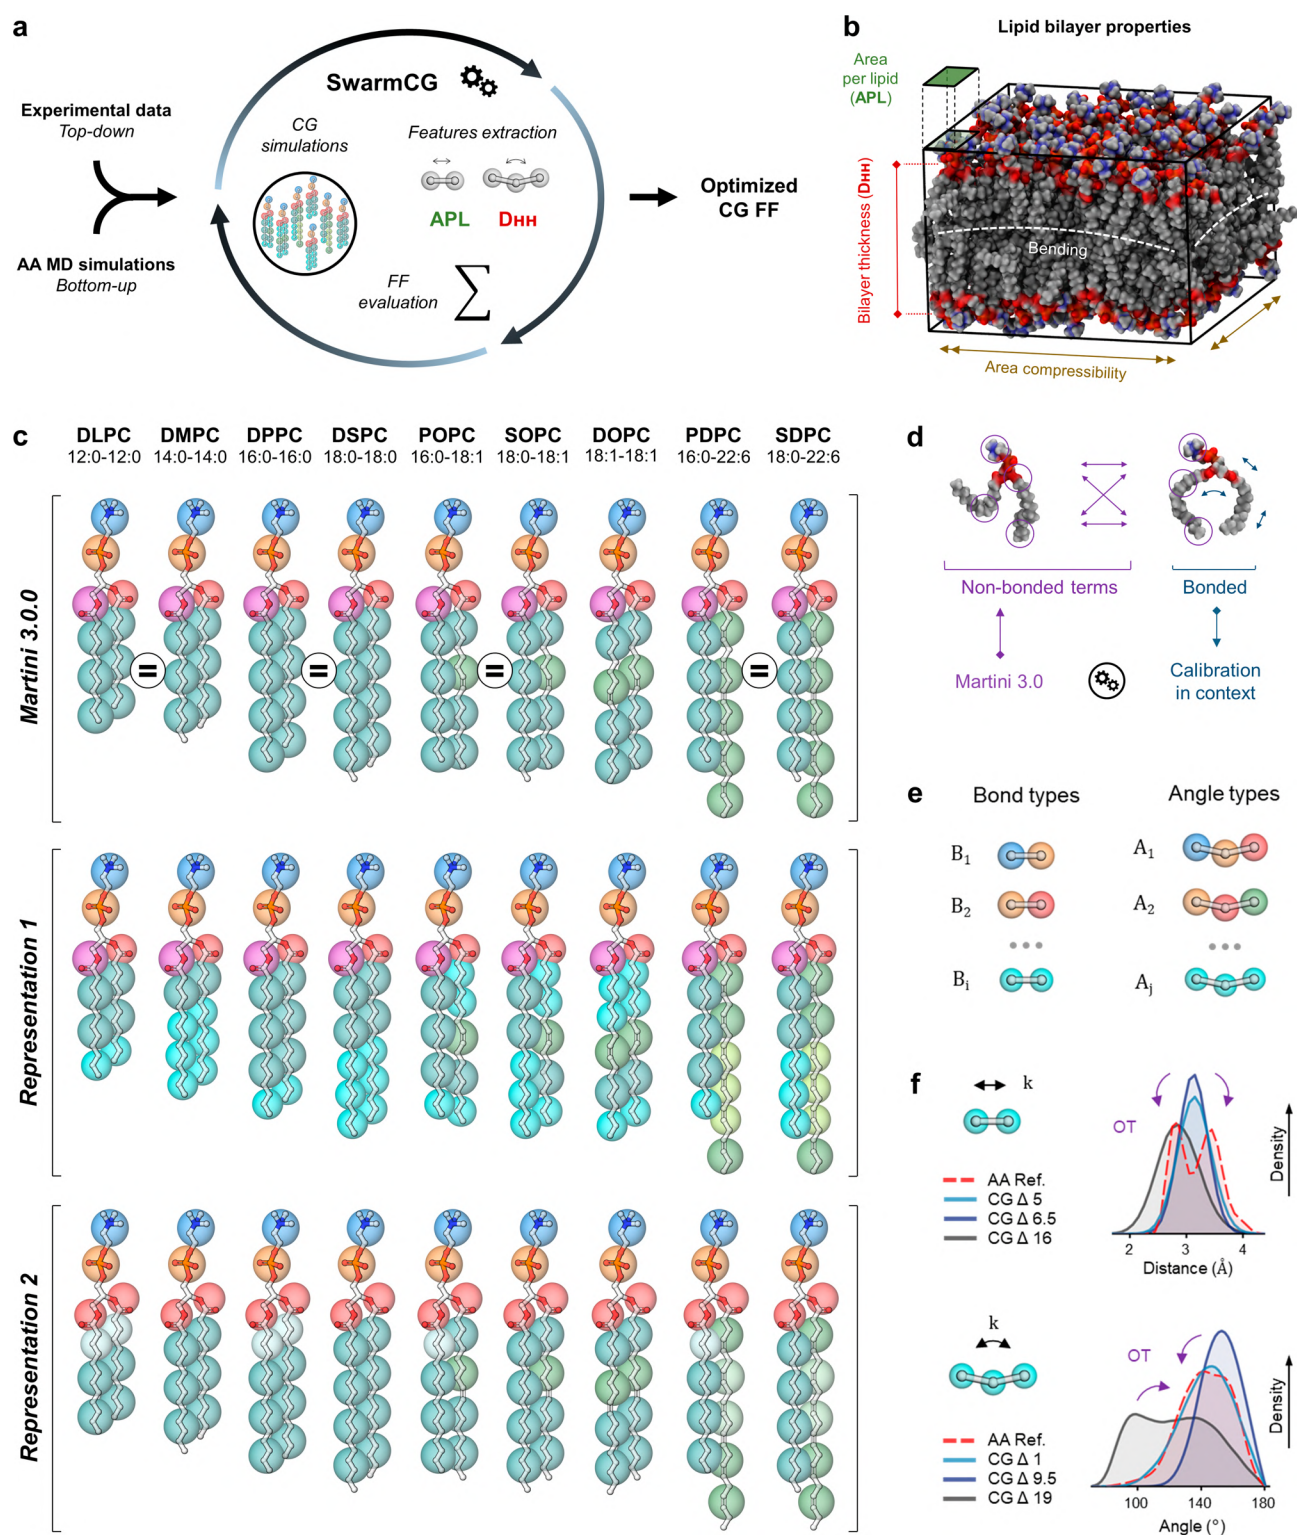 a
SwarmCG
Experimental data
Top-down
AA MD simulations
Bottom-up
CG
simulations
Features extraction
APL
DHH
FF
evaluation
∑
Optimized
CG FF
b
Lipid bilayer properties
Area
per lipid
(APL)
Bilayer thickness (DHH)
Bending
Area compressibility
c
DLPC DMPC DPPC DSPC POPC SOPC DOPC PDPC SDPC
12:0-12:0 14:0-14:0 16:0-16:0 18:0-18:0 16:0-18:1 18:0-18:1 18:1-18:1 16:0-22:6 18:0-22:6
Martini 3.0.0
= = = =
Representation 1
Representation 2
d
Non-bonded terms
Bonded
Martini 3.0
Calibration
in context
e
Bond types
Angle types
B1
A1
B2
A2
Bi
Aj
f
k
OT
AA Ref.
CG Δ 5
CG Δ 6.5
CG Δ 16
Density
2 3 4
Distance (Å)
k
OT
AA Ref.
CG Δ 1
CG Δ 9.5
CG Δ 19
Density
100 140 180
Angle (°)